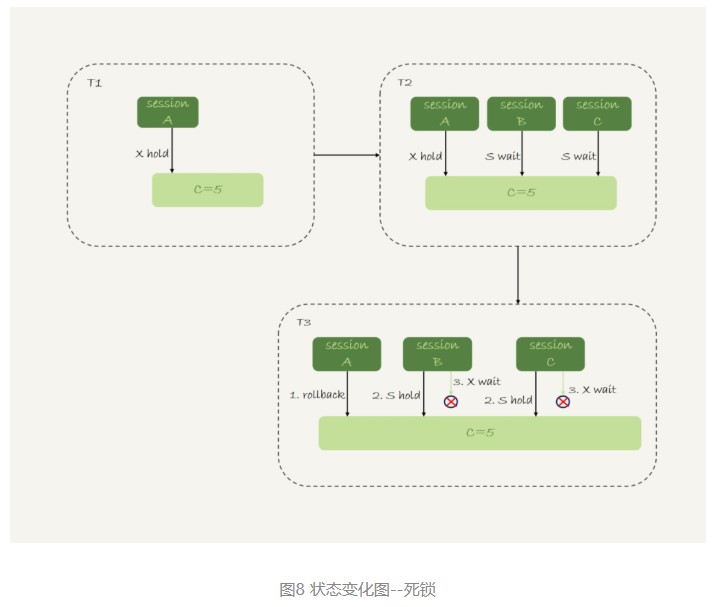 T1
session
A
X hold
C=5
T2
session
A
session
B
session
C
X hold
S wait
S wait
C=5
T3
session
A
session
B
session
C
1. rollback
2. S hold
3. X wait
2. S hold
3. X wait
C=5
图8 状态变化图--死锁